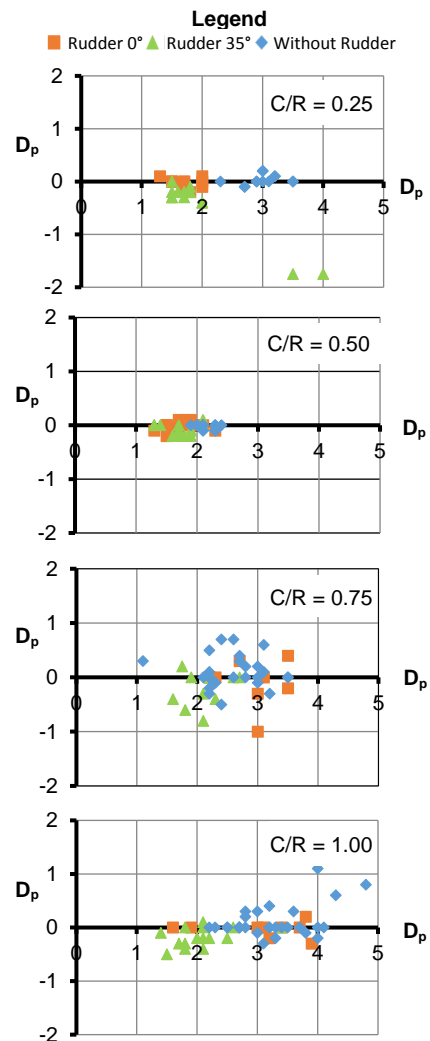 Legend
Rudder 0° Rudder 35° Without Rudder
2
C/R = 0.25
1
Dp
0
Dp
0 1 2 3 4 5
-1
-2
2
C/R = 0.50
1
Dp
0
Dp
0 1 2 3 4 5
-1
-2
2
C/R = 0.75
1
Dp
0
Dp
0 1 2 3 4 5
-1
-2
2
C/R = 1.00
1
Dp
0
Dp
0 1 2 3 4 5
-1
-2